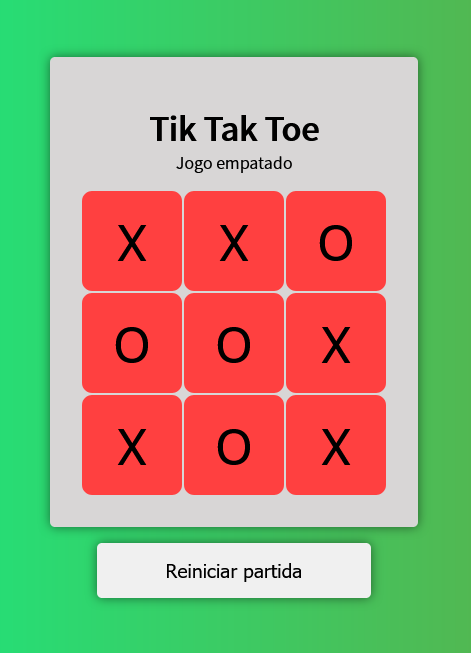 Tik Tak Toe
Jogo empatado
X X O
O O X
X O X
Reiniciar partida